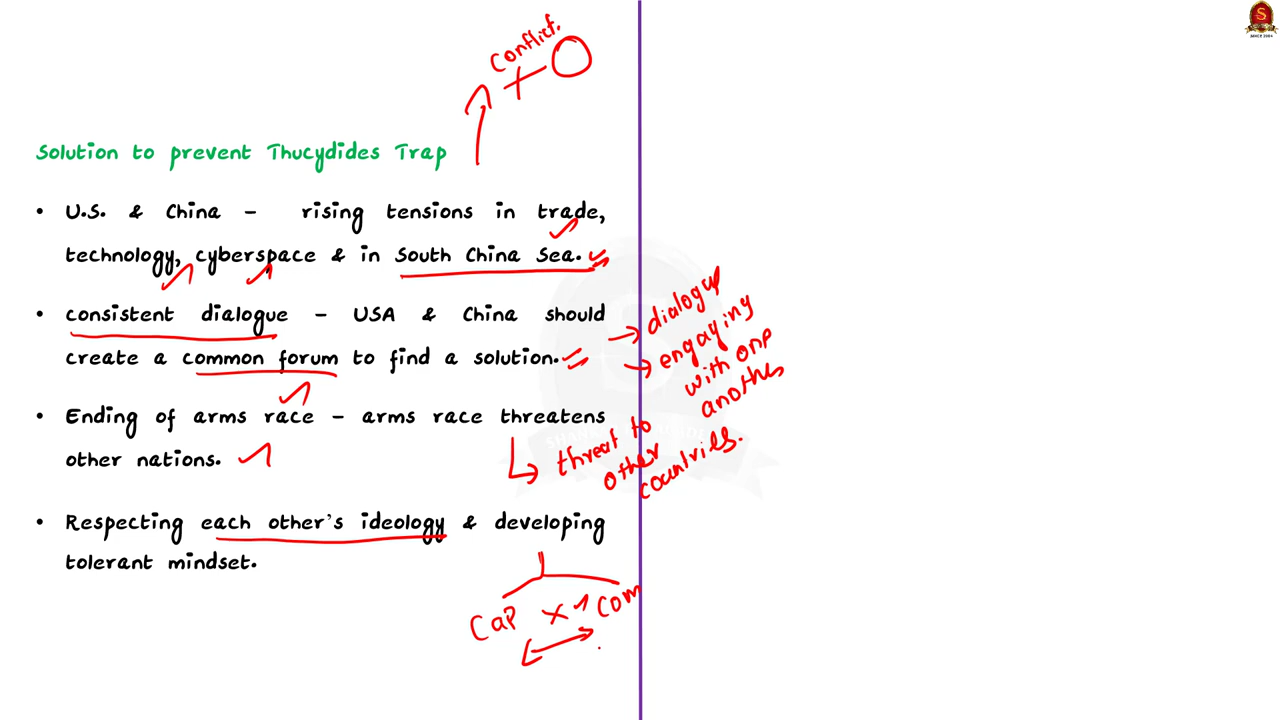 Conflict.
Solution to prevent Thucydides Trap
• U.S. & China – rising tensions in trade,
technology, cyberspace & in South China Sea.
• consistent dialogue – USA & China should
create a common forum to find a solution.
→ dialogue
→ engaging
with one
another
• Ending of arms race – arms race threatens
other nations.
threat to
other
countries.
• Respecting each other's ideology & developing
tolerant mindset.
Cap × Com
S
SINCE 2004